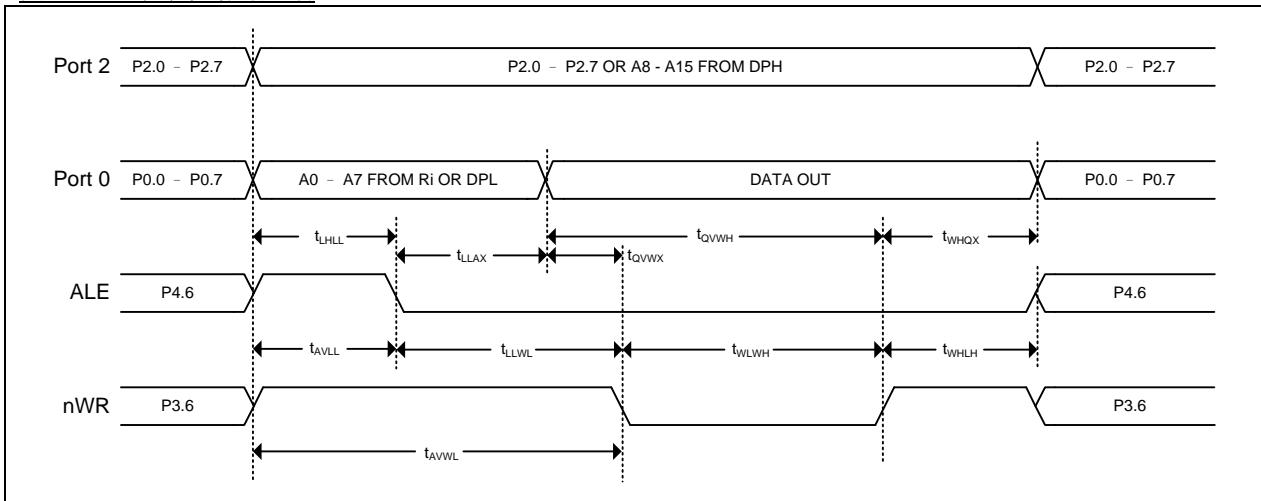 Port 2 P2.0 – P2.7 P2.0 - P2.7 OR A8 - A15 FROM DPH P2.0 – P2.7
Port 0 P0.0 – P0.7 A0 – A7 FROM Ri OR DPL DATA OUT P0.0 – P0.7
tLHLL tQVWH tWHQX
tLLAX tQVWX
ALE P4.6 P4.6
tAVLL tLLWL tWLWH tWHLH
nWR P3.6 P3.6
tAVWL